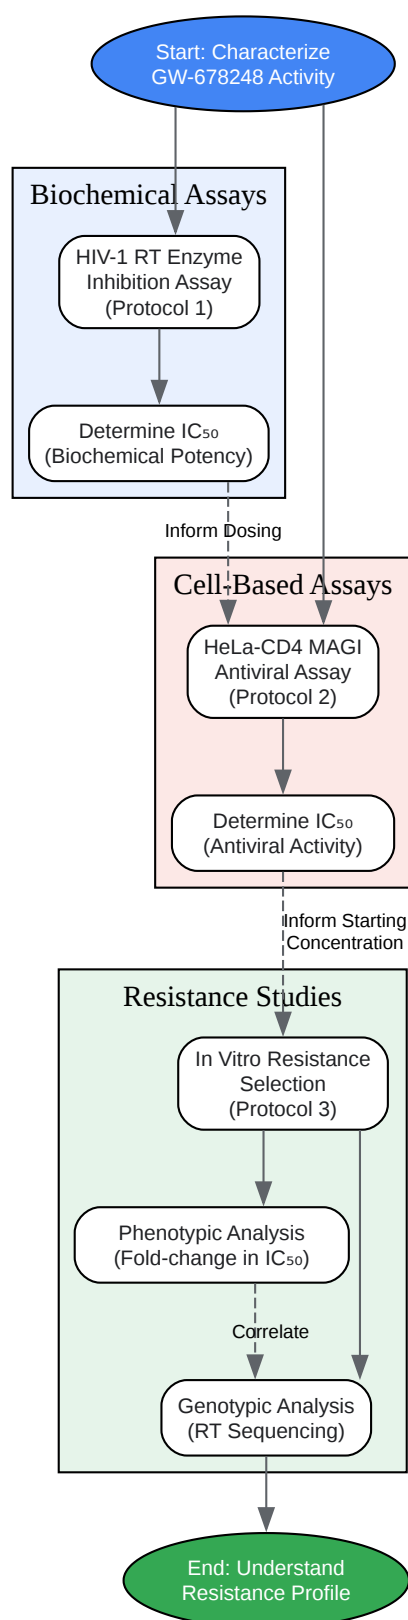 Start: Characterize
GW-678248 Activity
Biochemical Assays
HIV-1 RT Enzyme
Inhibition Assay
(Protocol 1)
Determine IC₅₀
(Biochemical Potency)
Inform Dosing
Cell-Based Assays
HeLa-CD4 MAGI
Antiviral Assay
(Protocol 2)
Determine IC₅₀
(Antiviral Activity)
Inform Starting
Concentration
Resistance Studies
In Vitro Resistance
Selection
(Protocol 3)
Phenotypic Analysis
(Fold-change in IC₅₀)
Correlate
Genotypic Analysis
(RT Sequencing)
End: Understand
Resistance Profile